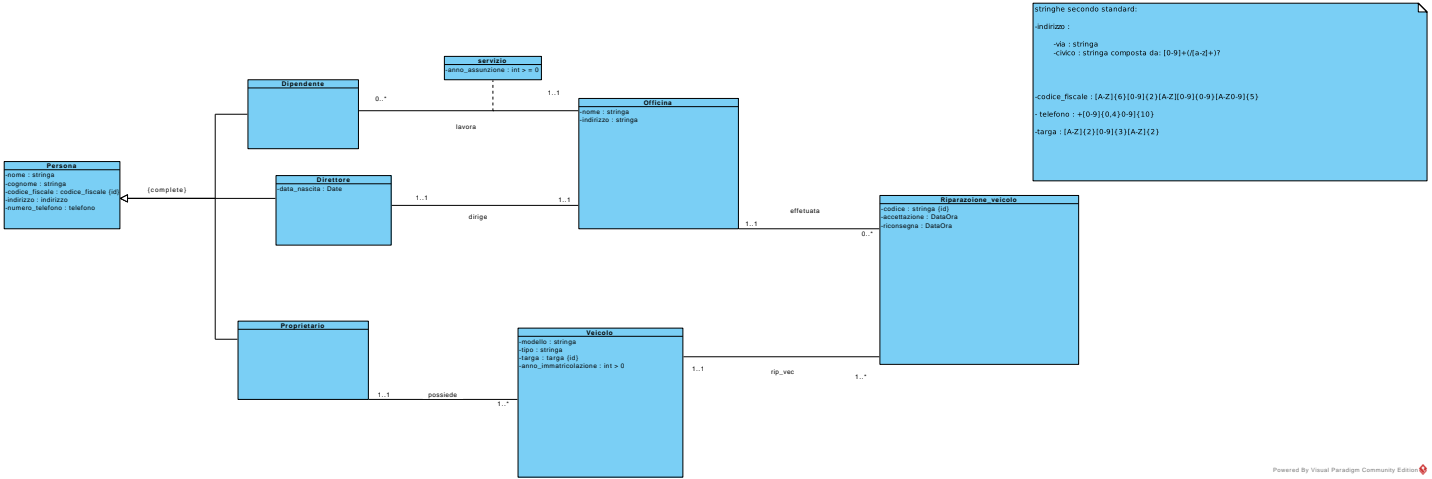 stringhe secondo standard:
-indirizzo :
-via : stringa
-civico : stringa composta da: [0-9]+(/[a-z]+)?
-codice_fiscale : [A-Z]{6}[0-9]{2}[A-Z][0-9]{0-9}[A-Z0-9]{5}
- telefono : +[0-9]{0,4}0-9]{10}
-targa : [A-Z]{2}[0-9]{3}[A-Z]{2}
servizio
-anno_assunzione : int > = 0
Dipendente
0..*
1..1
lavora
Officina
-nome : stringa
-indirizzo : stringa
Persona
-nome : stringa
-cognome : stringa
-codice_fiscale : codice_fiscale {id}
-indirizzo : indirizzo
-numero_telefono : telefono
{complete}
Direttore
-data_nascita : Date
1..1
1..1
dirige
effetuata
1..1
0..*
Riparazoione_veicolo
-codice : stringa {id}
-accettazione : DataOra
-riconsegna : DataOra
Proprietario
1..1
possiede
1..*
Veicolo
-modello : stringa
-tipo : stringa
-targa : targa {id}
-anno_immatricolazione : int > 0
1..1
rip_vec
1..*
Powered By Visual Paradigm Community Edition